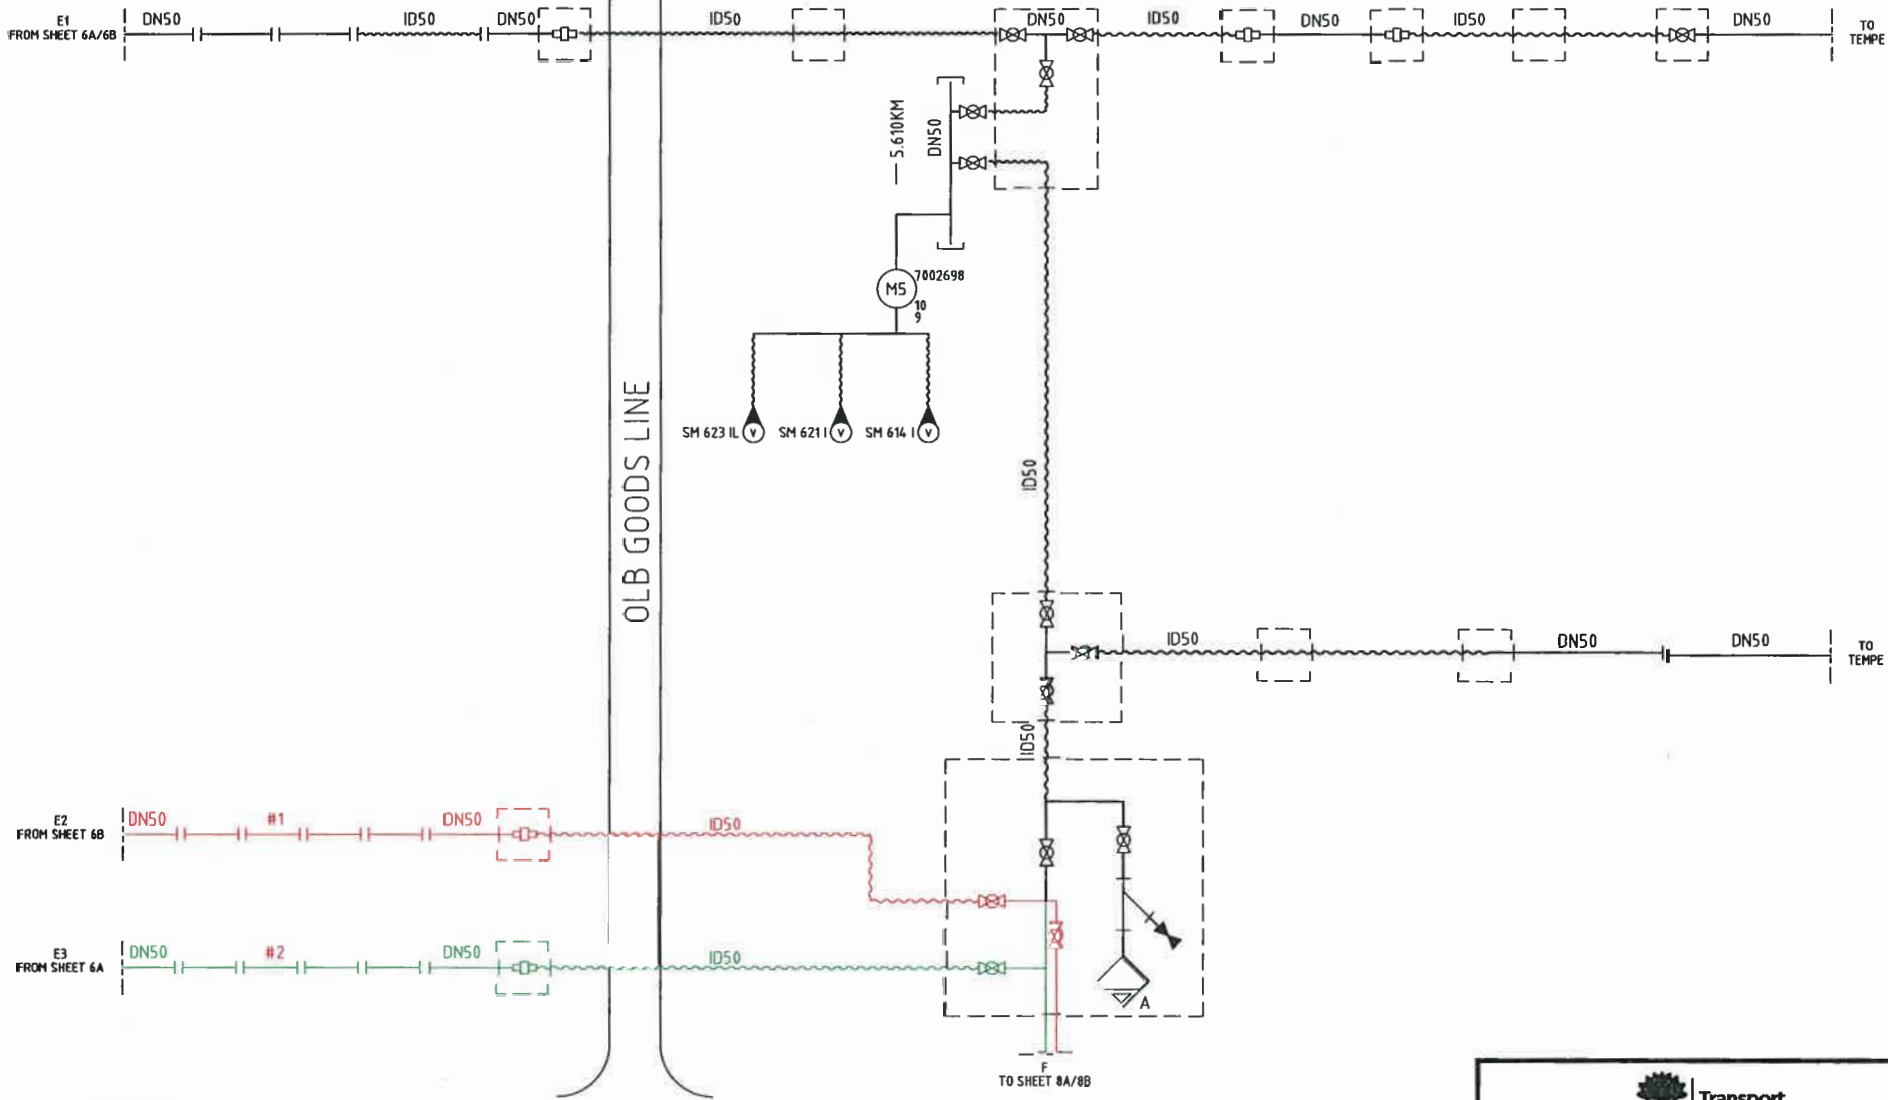 E1
FROM SHEET 6A/6B
DN50
ID50
DN50
ID50
DN50
ID50
DN50
ID50
DN50
TO
TEMPE
5.610KM
DN50
7002698
M5
10
9
SM 623 IL
V
SM 621 I
V
SM 614 I
V
OLB GOODS LINE
ID50
ID50
DN50
DN50
TO
TEMPE
ID50
E2
FROM SHEET 6B
DN50
#1
DN50
ID50
E3
FROM SHEET 6A
DN50
#2
DN50
ID50
A
F
TO SHEET 8A/8B
Transport